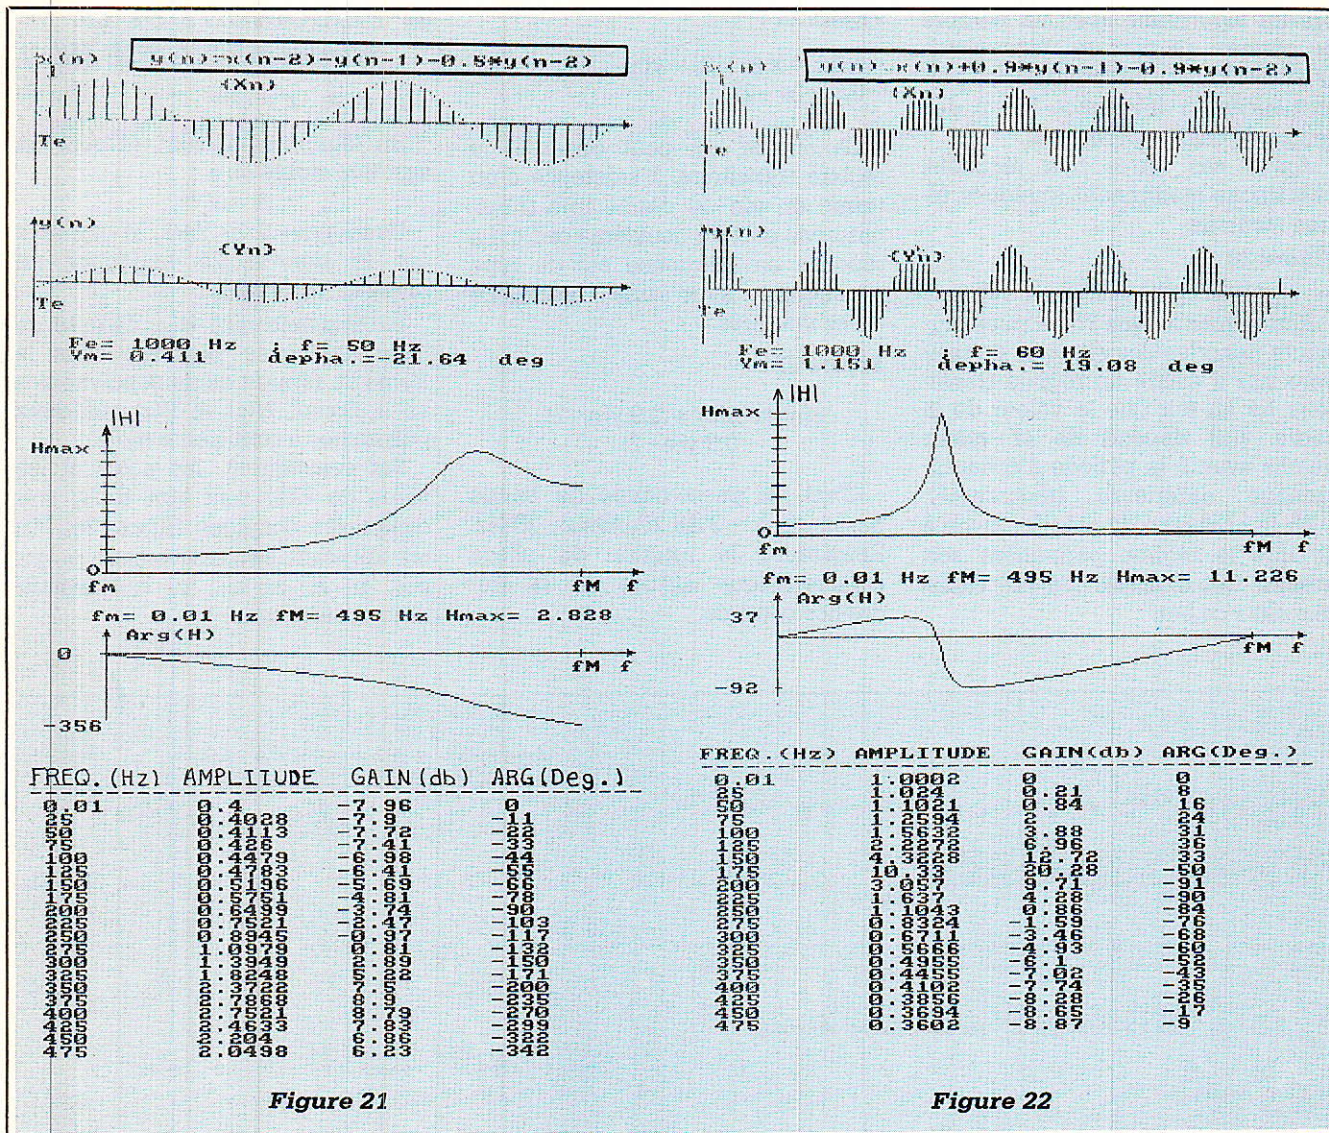 x(n)
y(n)=x(n-2)-y(n-1)-0.5*y(n-2)
(Xn)
Te
y(n)
(Yn)
Te
Fe= 1000 Hz ; f= 50 Hz
Ym= 0.411 depha.=-21.64 deg
|H|
Hmax
0
fm fM f
fm= 0.01 Hz fM= 495 Hz Hmax= 2.828
Arg(H)
0
fM f
-356
FREQ.(Hz) AMPLITUDE GAIN(db) ARG(Deg.)
0.01 0.4 -7.96 0
25 0.4028 -7.9 -11
50 0.4113 -7.72 -22
75 0.426 -7.41 -33
100 0.4479 -6.98 -44
125 0.4783 -6.41 -55
150 0.5196 -5.69 -66
175 0.5751 -4.81 -78
200 0.6499 -3.74 -90
225 0.7521 -2.47 -103
250 0.8945 -0.97 -117
275 1.0979 0.81 -132
300 1.3949 2.89 -150
325 1.8248 5.22 -171
350 2.3722 7.5 -200
375 2.7868 8.9 -235
400 2.7521 8.79 -270
425 2.4633 7.83 -299
450 2.204 6.86 -322
475 2.0498 6.23 -342
Figure 21
x(n)
y(n)=x(n)+0.9*y(n-1)-0.9*y(n-2)
(Xn)
Te
y(n)
(Yn)
Te
Fe= 1000 Hz ; f= 60 Hz
Ym= 1.151 depha.= 19.08 deg
|H|
Hmax
0
fm fM f
fm= 0.01 Hz fM= 495 Hz Hmax= 11.226
Arg(H)
37
fM f
-92
FREQ.(Hz) AMPLITUDE GAIN(db) ARG(Deg.)
0.01 1.0002 0 0
25 1.024 0.21 8
50 1.1021 0.84 16
75 1.2594 2 24
100 1.5632 3.88 31
125 2.2272 6.96 36
150 4.3228 12.72 33
175 10.33 20.28 -50
200 3.057 9.71 -91
225 1.637 4.28 -90
250 1.1043 0.86 -84
275 0.8324 -1.59 -76
300 0.6711 -3.46 -68
325 0.5666 -4.93 -60
350 0.4955 -6.1 -52
375 0.4455 -7.02 -43
400 0.4102 -7.74 -35
425 0.3856 -8.28 -26
450 0.3694 -8.65 -17
475 0.3602 -8.87 -9
Figure 22